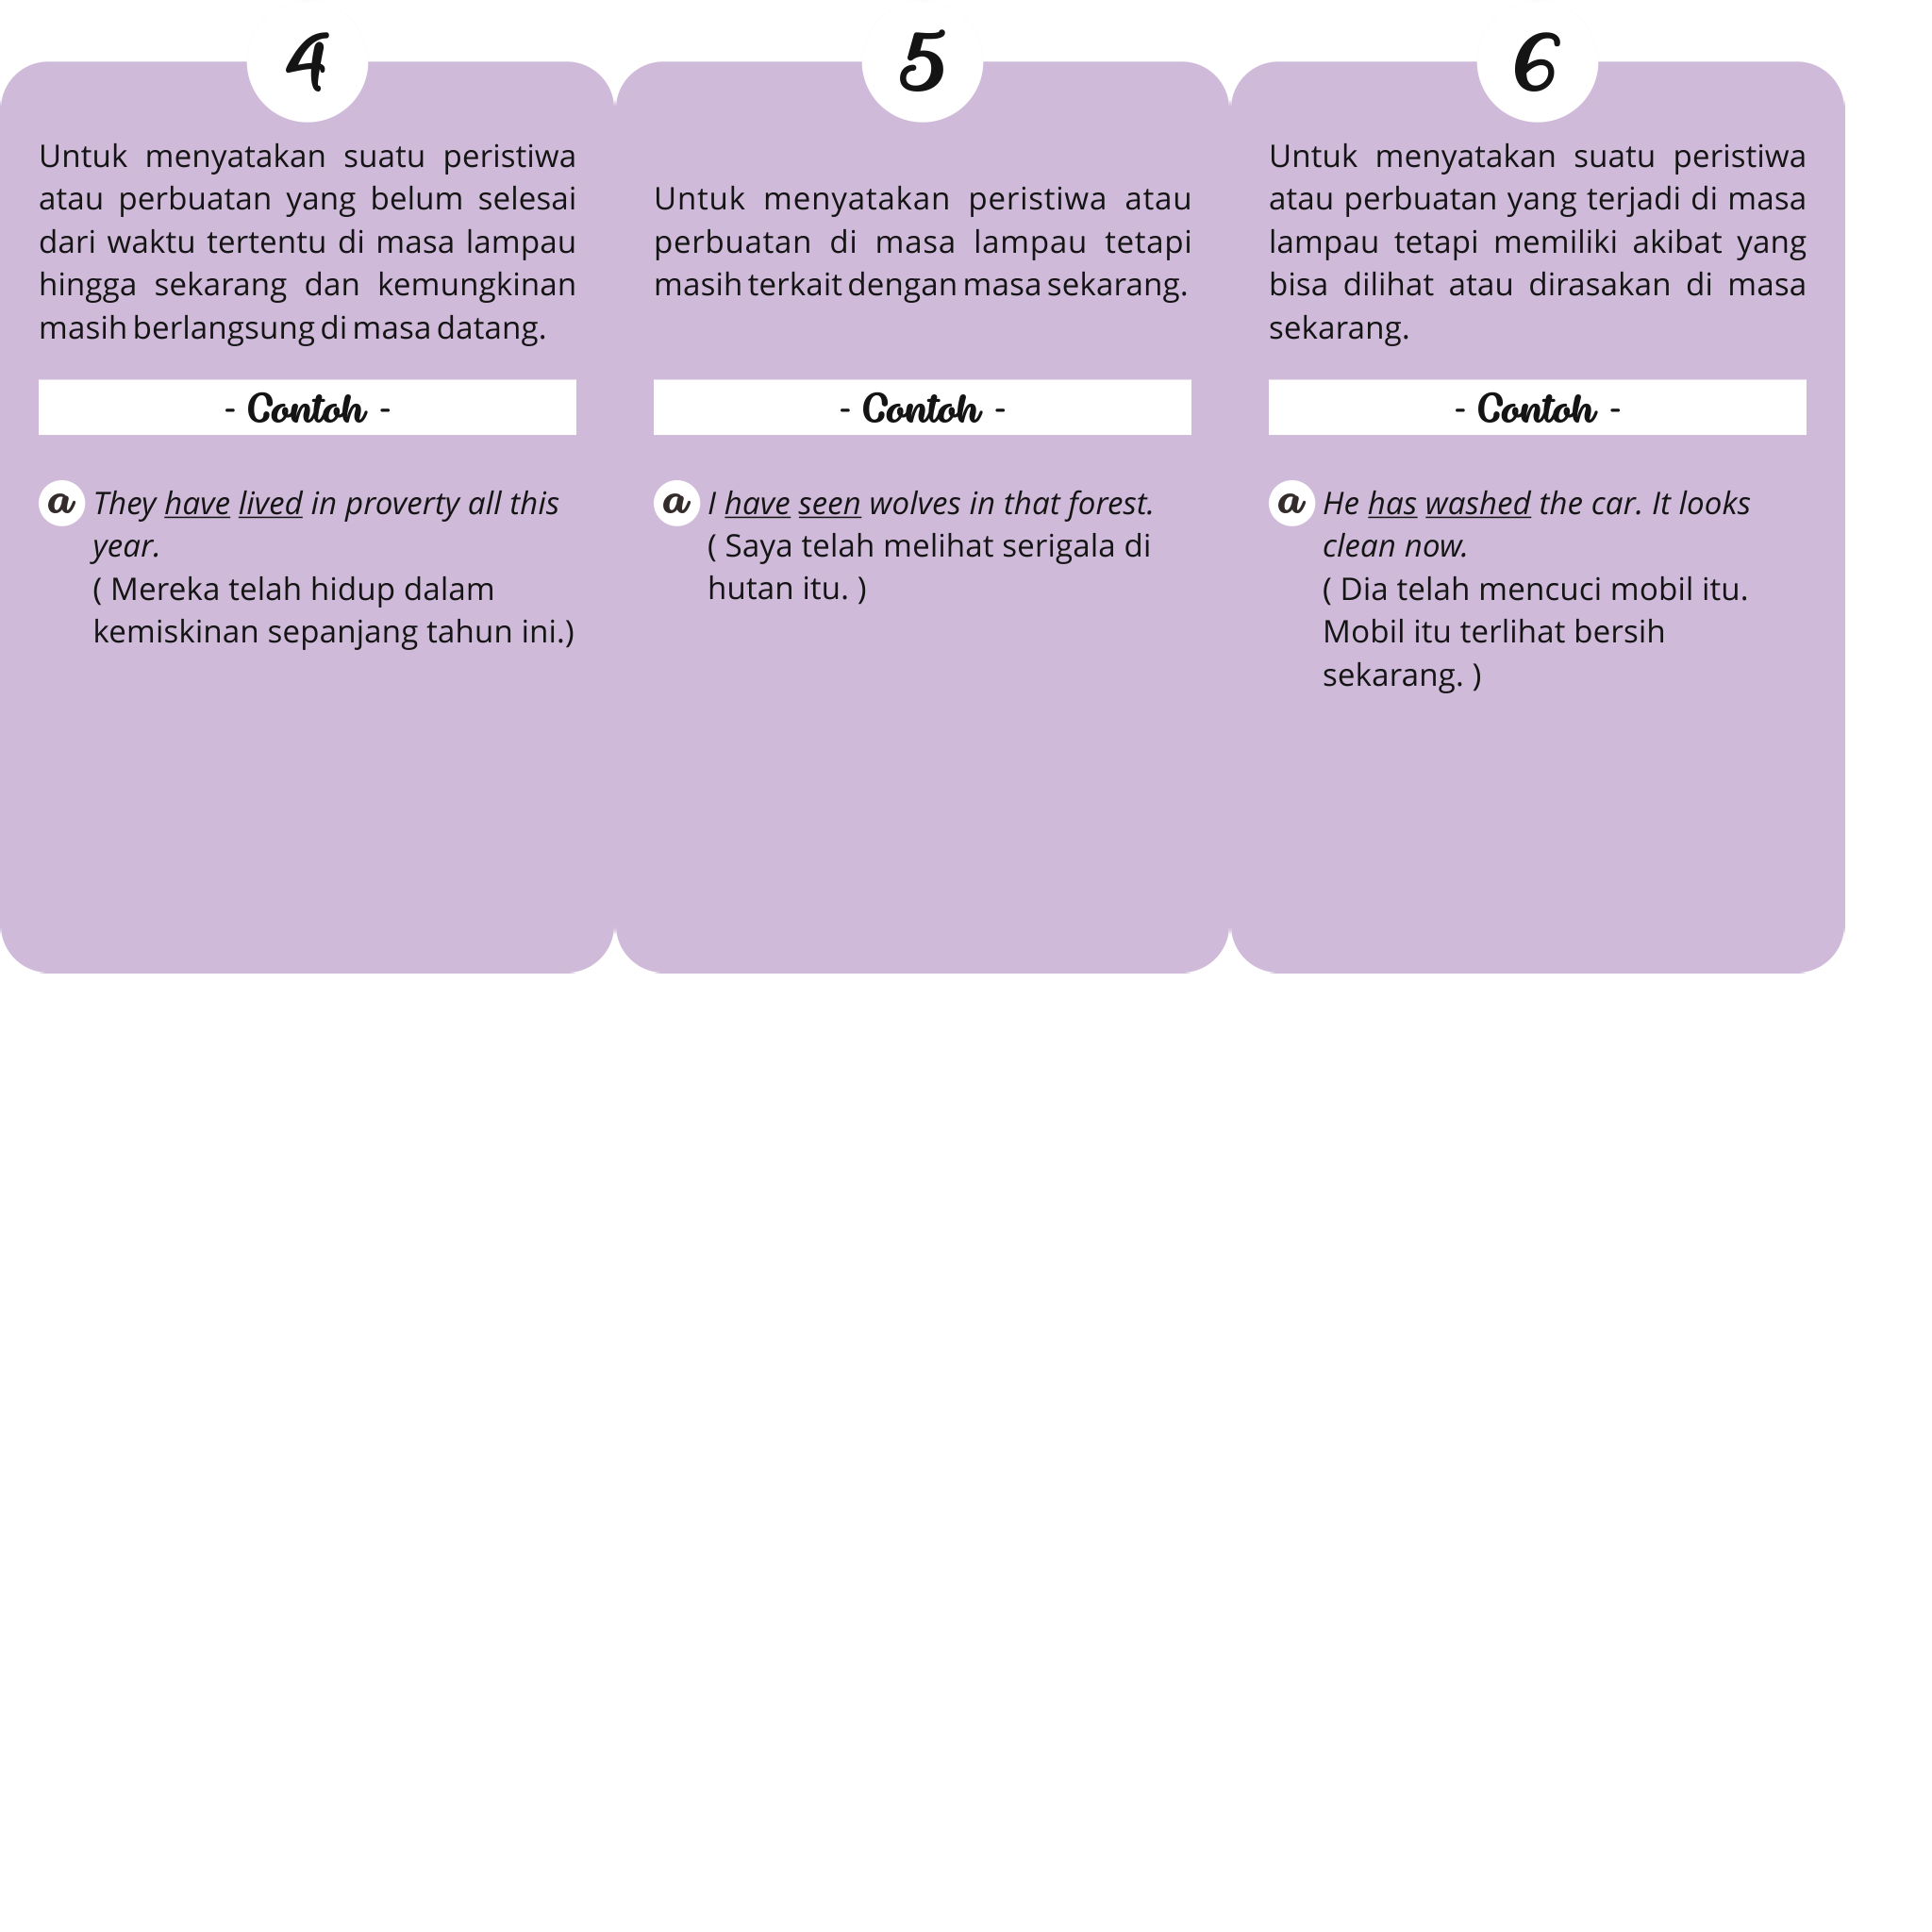 4
Untuk menyatakan suatu peristiwa
atau perbuatan yang belum selesai
dari waktu tertentu di masa lampau
hingga sekarang dan kemungkinan
masih berlangsung di masa datang.
- Contoh -
a They have lived in proverty all this
year.
( Mereka telah hidup dalam
kemiskinan sepanjang tahun ini.)
5
Untuk menyatakan peristiwa atau
perbuatan di masa lampau tetapi
masih terkait dengan masa sekarang.
- Contoh -
a I have seen wolves in that forest.
( Saya telah melihat serigala di
hutan itu. )
6
Untuk menyatakan suatu peristiwa
atau perbuatan yang terjadi di masa
lampau tetapi memiliki akibat yang
bisa dilihat atau dirasakan di masa
sekarang.
- Contoh -
a He has washed the car. It looks
clean now.
( Dia telah mencuci mobil itu.
Mobil itu terlihat bersih
sekarang. )